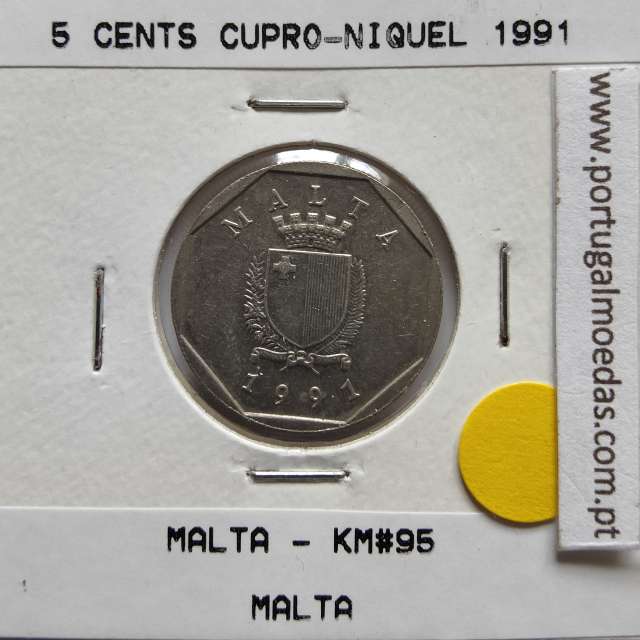 5 CENTS CUPRO-NIQUEL 1991
www.portugalmoedas.com.pt
MALTA
1991
MALTA - KM#95
MALTA